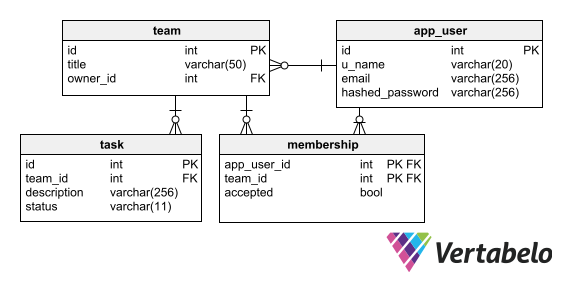 team
id int PK
title varchar(50)
owner_id int FK
app_user
id int PK
u_name varchar(20)
email varchar(256)
hashed_password varchar(256)
task
id int PK
team_id int FK
description varchar(256)
status varchar(11)
membership
app_user_id int PK FK
team_id int PK FK
accepted bool
Vertabelo